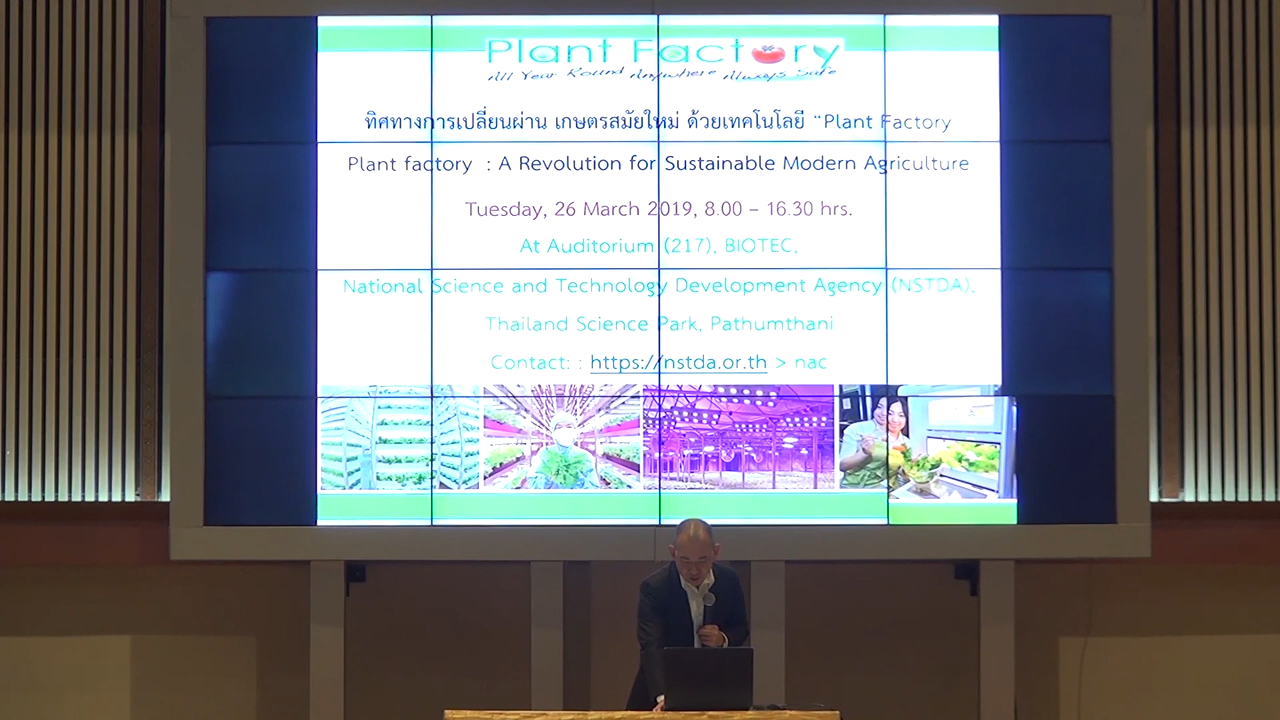 Plant Factory
All Year Round Anywhere Always Safe
ทิศทางการเปลี่ยนผ่าน เกษตรสมัยใหม่ ด้วยเทคโนโลยี “Plant Factory
Plant factory : A Revolution for Sustainable Modern Agriculture
Tuesday, 26 March 2019, 8.00 – 16.30 hrs.
At Auditorium (217), BIOTEC,
National Science and Technology Development Agency (NSTDA),
Thailand Science Park, Pathumthani
Contact: : https://nstda.or.th > nac